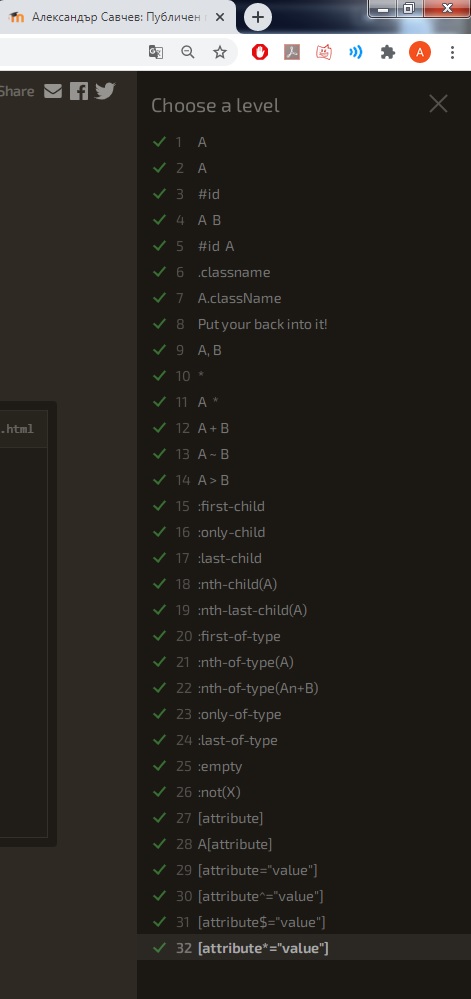 Александър Савчев: Публичен
A
Share
Choose a level
1 A
2 A
3 #id
4 A B
5 #id A
6 .classname
7 A.className
8 Put your back into it!
9 A, B
10 *
11 A *
12 A + B
13 A ~ B
14 A > B
15 :first-child
16 :only-child
17 :last-child
18 :nth-child(A)
19 :nth-last-child(A)
20 :first-of-type
21 :nth-of-type(A)
22 :nth-of-type(An+B)
23 :only-of-type
24 :last-of-type
25 :empty
26 :not(X)
27 [attribute]
28 A[attribute]
29 [attribute="value"]
30 [attribute^="value"]
31 [attribute$="value"]
32 [attribute*="value"]
.html